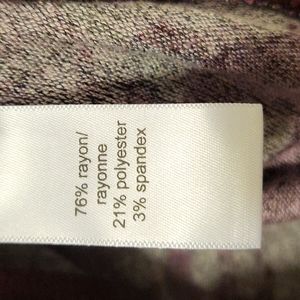 76% rayon/
rayonne
21% polyester
3% spandex